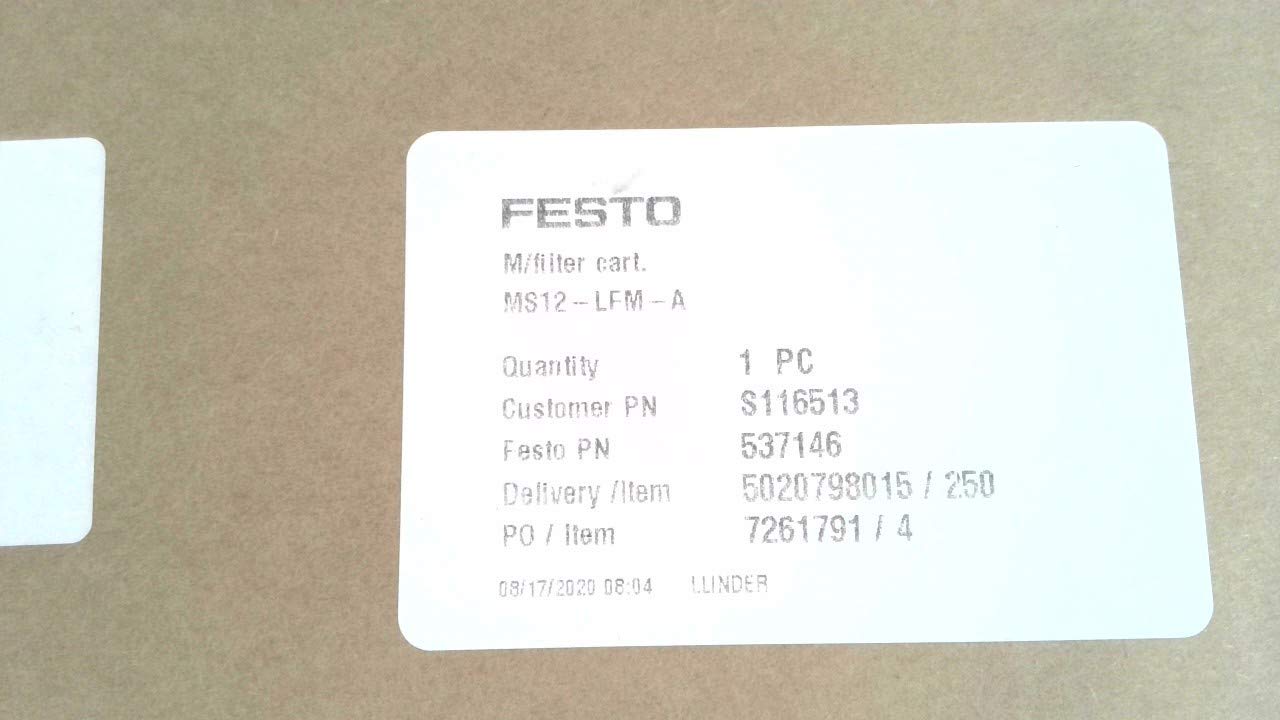 FESTO
M/filter cart.
MS12-LFM-A
Quantity 1 PC
Customer PN S116513
Festo PN 537146
Delivery /Item 5020798015 / 250
PO / Item 7261791 / 4
08/17/2020 08:04 LLINDER